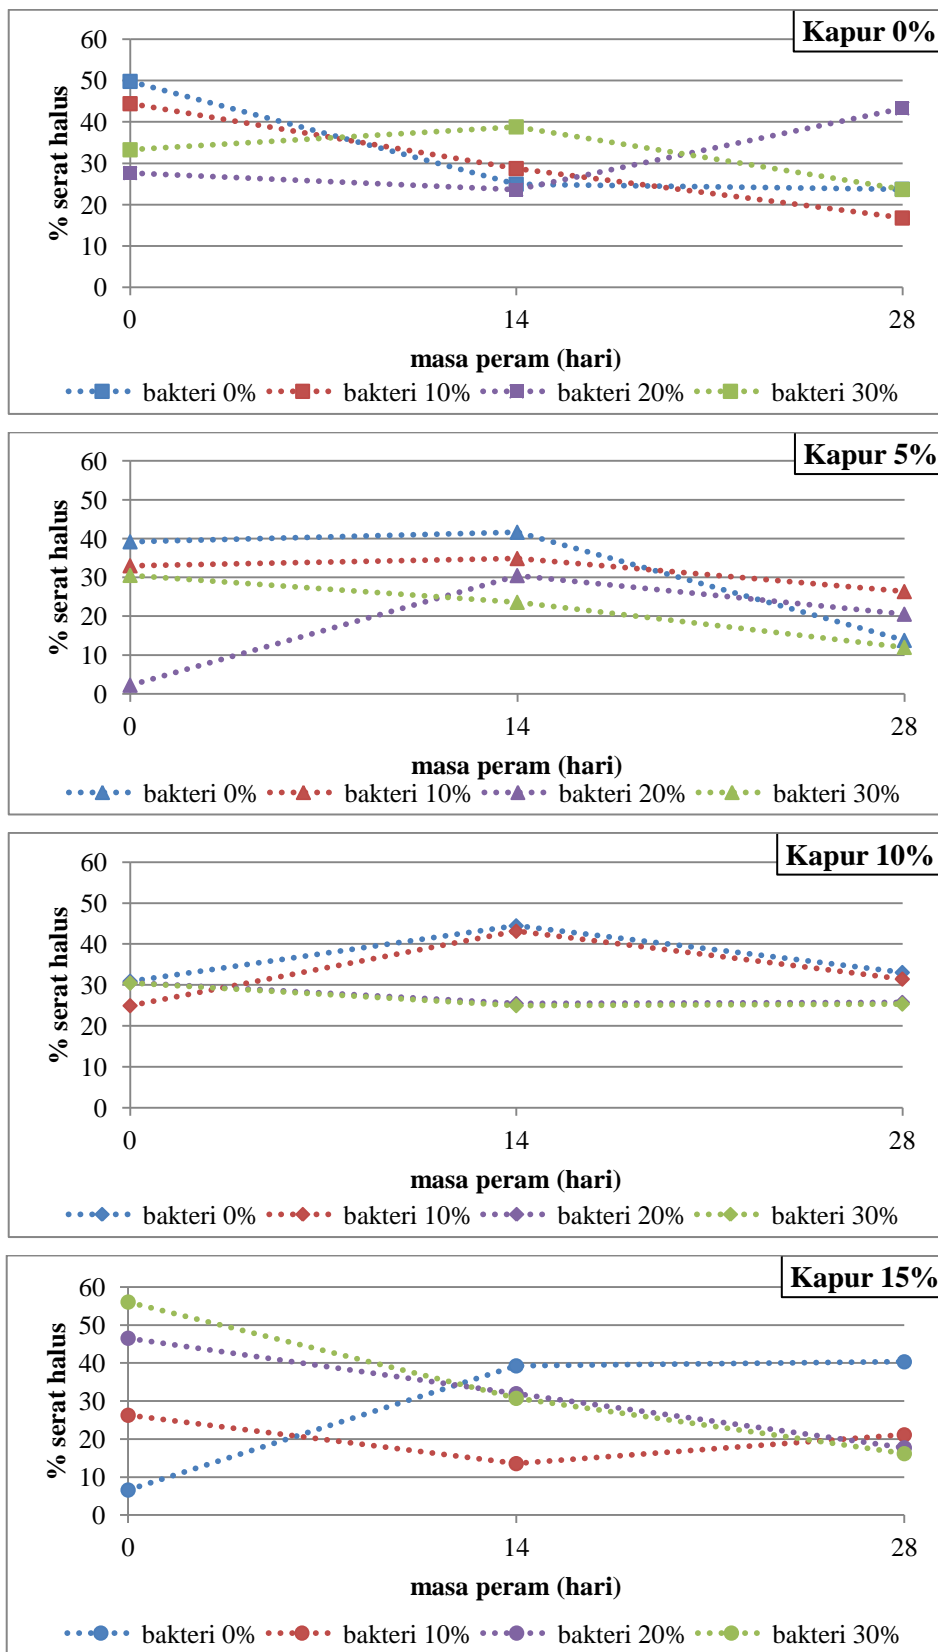 Kapur 0%
60
50
40
30
20
10
0
% serat halus
0 14 28
masa peram (hari)
bakteri 0% bakteri 10% bakteri 20% bakteri 30%
Kapur 5%
60
50
40
30
20
10
0
% serat halus
0 14 28
masa peram (hari)
bakteri 0% bakteri 10% bakteri 20% bakteri 30%
Kapur 10%
60
50
40
30
20
10
0
% serat halus
0 14 28
masa peram (hari)
bakteri 0% bakteri 10% bakteri 20% bakteri 30%
Kapur 15%
60
50
40
30
20
10
0
% serat halus
0 14 28
masa peram (hari)
bakteri 0% bakteri 10% bakteri 20% bakteri 30%